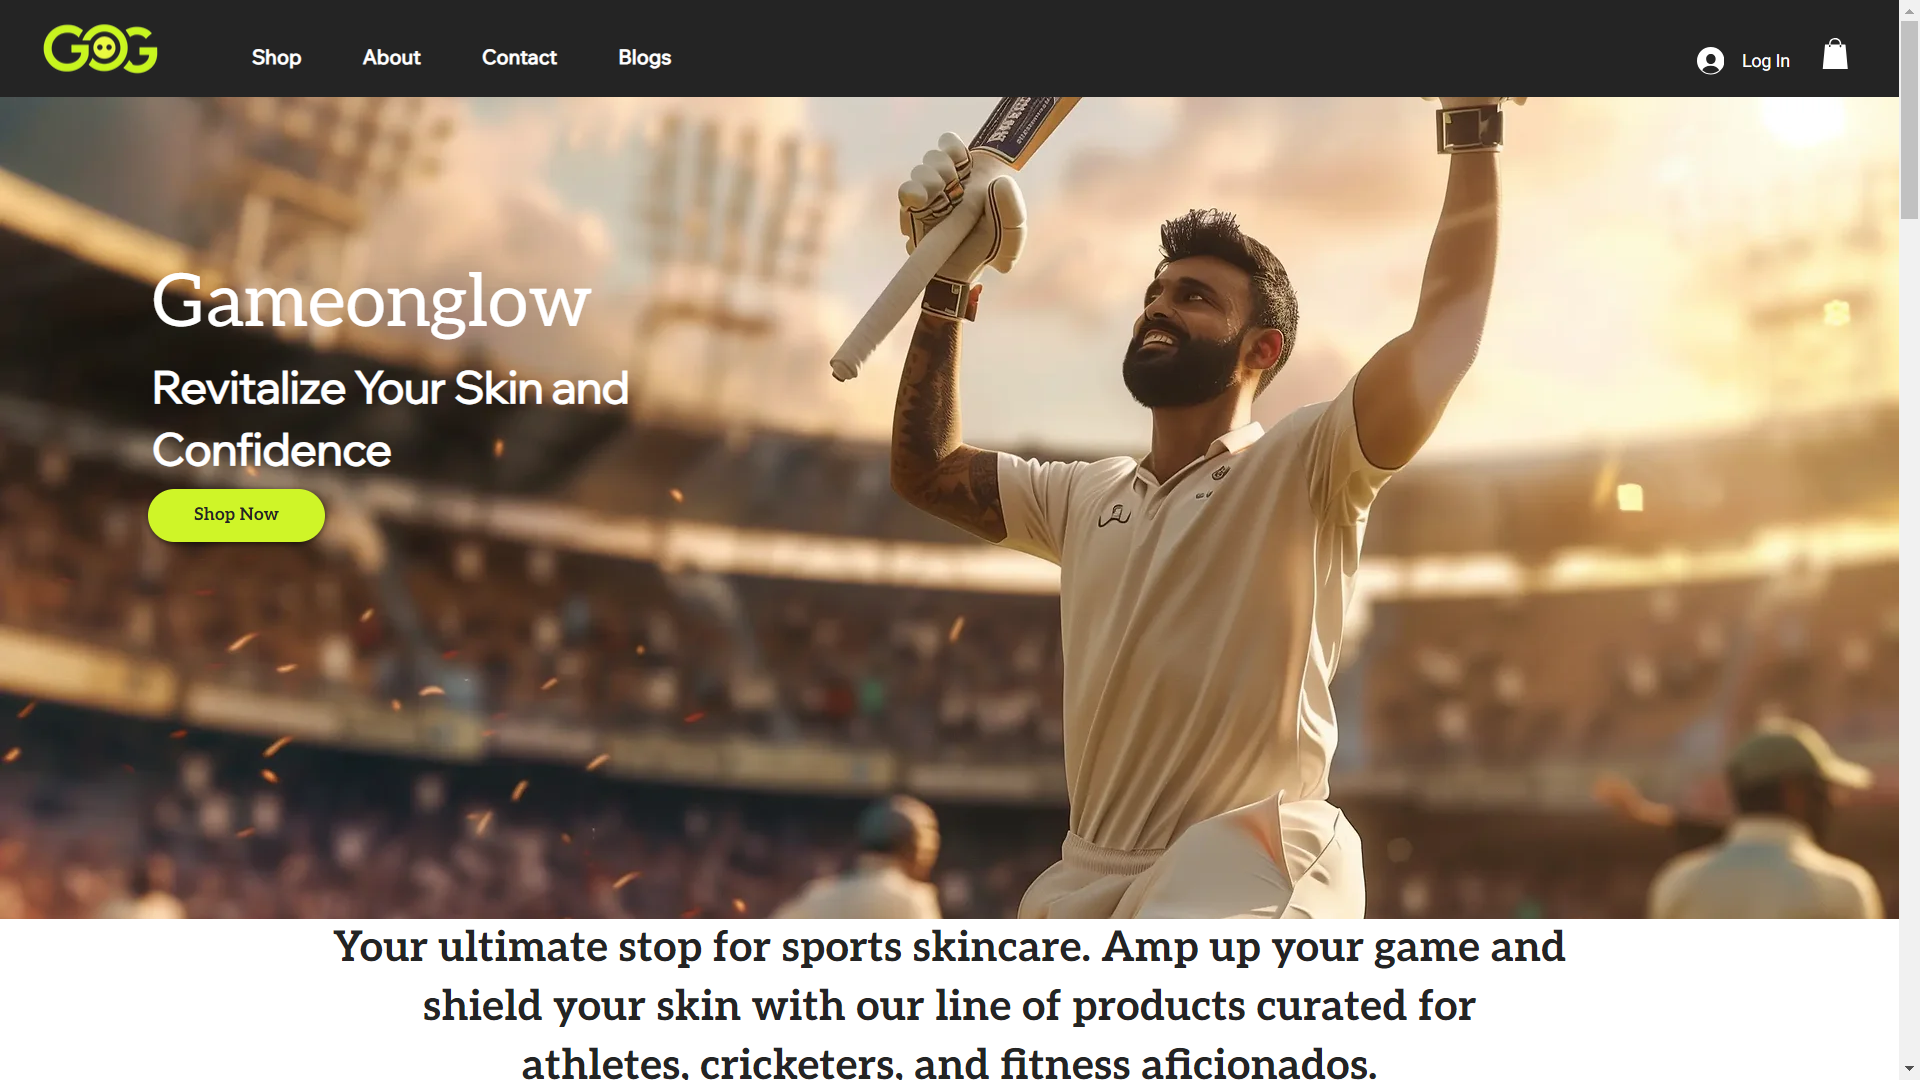 GOG
Shop
About
Contact
Blogs
Log In
Gameonglow
Revitalize Your Skin and
Confidence
Shop Now
Your ultimate stop for sports skincare. Amp up your game and
shield your skin with our line of products curated for
athletes, cricketers, and fitness aficionados.